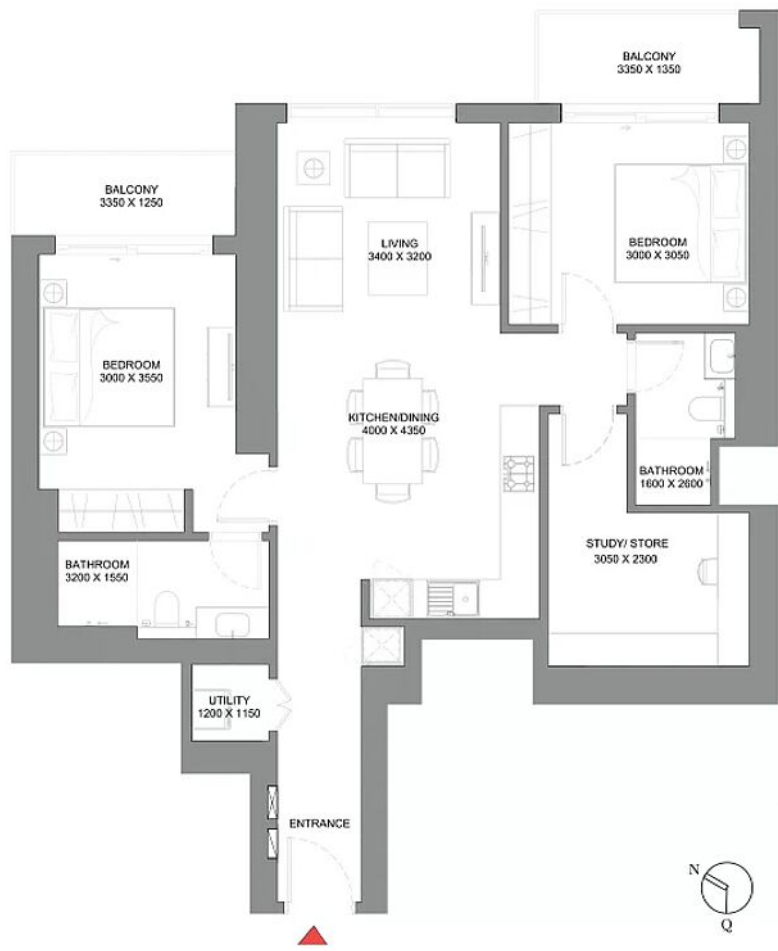 BALCONY
3350 X 1350
BALCONY
3350 X 1250
LIVING
3400 X 3200
BEDROOM
3000 X 3050
BEDROOM
3000 X 3550
KITCHEN/DINING
4000 X 4350
BATHROOM
1600 X 2600
STUDY/ STORE
3050 X 2300
BATHROOM
3200 X 1550
UTILITY
1200 X 1150
ENTRANCE
N
Q